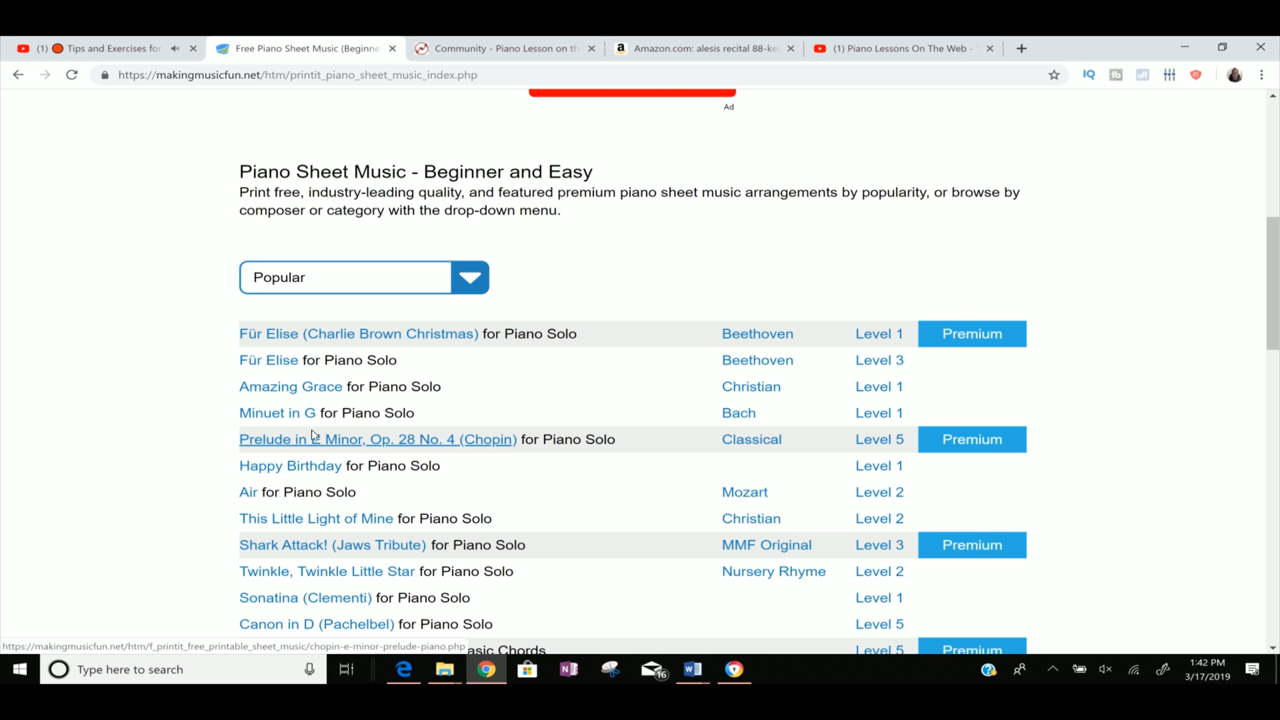 (1) Tips and Exercises for
Free Piano Sheet Music (Beginne
Community - Piano Lesson on th
Amazon.com: alesis recital 88-ke
(1) Piano Lessons On The Web -
https://makingmusicfun.net/htm/printit_piano_sheet_music_index.php
IQ
Ad
Piano Sheet Music - Beginner and Easy
Print free, industry-leading quality, and featured premium piano sheet music arrangements by popularity, or browse by
composer or category with the drop-down menu.
Popular
Für Elise (Charlie Brown Christmas) for Piano Solo Beethoven Level 1 Premium
Für Elise for Piano Solo Beethoven Level 3
Amazing Grace for Piano Solo Christian Level 1
Minuet in G for Piano Solo Bach Level 1
Prelude in E Minor, Op. 28 No. 4 (Chopin) for Piano Solo Classical Level 5 Premium
Happy Birthday for Piano Solo Level 1
Air for Piano Solo Mozart Level 2
This Little Light of Mine for Piano Solo Christian Level 2
Shark Attack! (Jaws Tribute) for Piano Solo MMF Original Level 3 Premium
Twinkle, Twinkle Little Star for Piano Solo Nursery Rhyme Level 2
Sonatina (Clementi) for Piano Solo Level 1
Canon in D (Pachelbel) for Piano Solo Level 5
asic Chords Level 5 Premium
https://makingmusicfun.net/htm/f_printit_free_printable_sheet_music/chopin-e-minor-prelude-piano.php
Type here to search
16
1:42 PM
3/17/2019